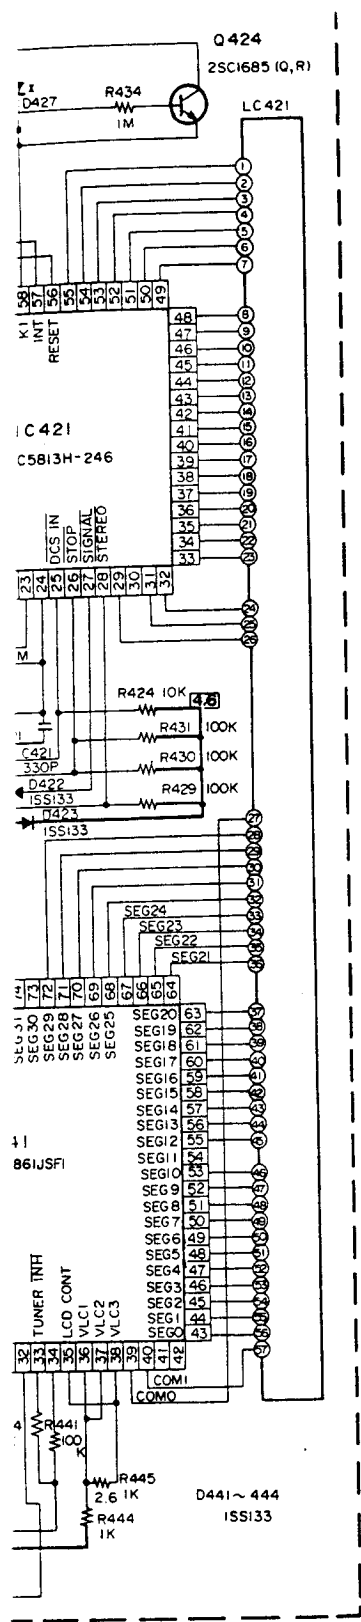 Q424
2SC1685 (Q,R)
D427
R434
1M
LC421
1
2
3
4
5
6
7
58 57 56 55 54 53 52 51 50 49
K1
INT
RESET
48 8
47 9
46 10
45 11
44 12
43 13
42 14
41 15
40 16
39 17
38 18
37 19
36 20
35 21
34 22
33 23
IC421
C5813H-246
DCS IN
STOP
SIGNAL
STEREO
23 24 25 26 27 28 29 30 31 32
24
25
26
M
R424 10K
4.6
R431 100K
C421
330P
R430 100K
D422
1SS133
R429 100K
D423
1SS133
27
28
29
30
31
32
33
34
35
36
SEG24
SEG23
SEG22
SEG21
74 73 72 71 70 69 68 67 66 65 64
SEG31
SEG30
SEG29
SEG28
SEG27
SEG26
SEG25
SEG20 63 37
SEG19 62 38
SEG18 61 39
SEG17 60 40
SEG16 59 41
SEG15 58 42
SEG14 57 43
SEG13 56 44
SEG12 55 45
SEG11 54
SEG10 53 46
SEG9 52 47
SEG8 51 48
SEG7 50 49
SEG6 49 50
SEG5 48 51
SEG4 47 52
SEG3 46 53
SEG2 45 54
SEG1 44 55
SEG0 43 56
57
41
861JSF1
TUNER INH
LCD CONT
VLC1
VLC2
VLC3
32 33 34 35 36 37 38 39 40 41 42
COM1
COM0
4
R441
100
K
R445
1K
2.6
R444
1K
D441~444
1SS133